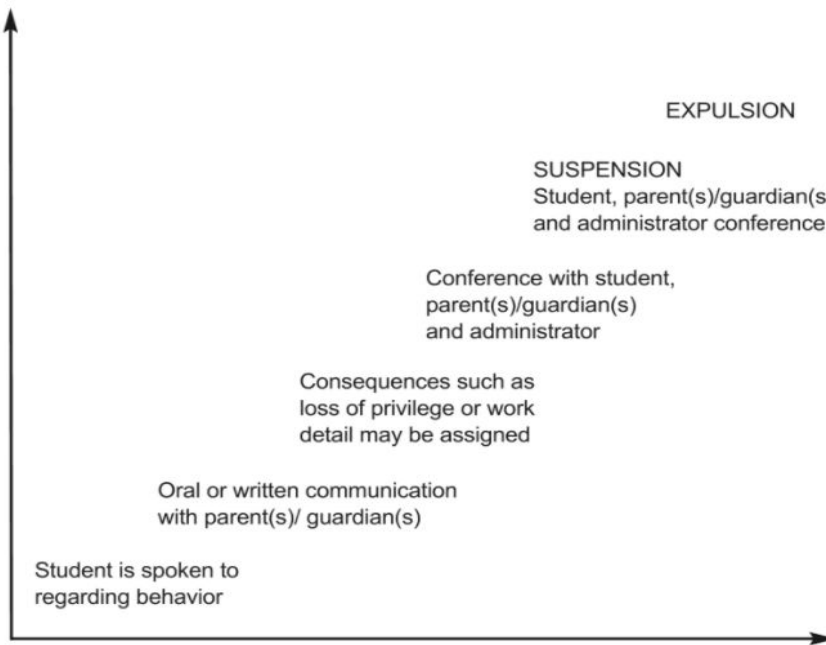 EXPULSION
SUSPENSION
Student, parent(s)/guardian(s
and administrator conference
Conference with student,
parent(s)/guardian(s)
and administrator
Consequences such as
loss of privilege or work
detail may be assigned
Oral or written communication
with parent(s)/ guardian(s)
Student is spoken to
regarding behavior